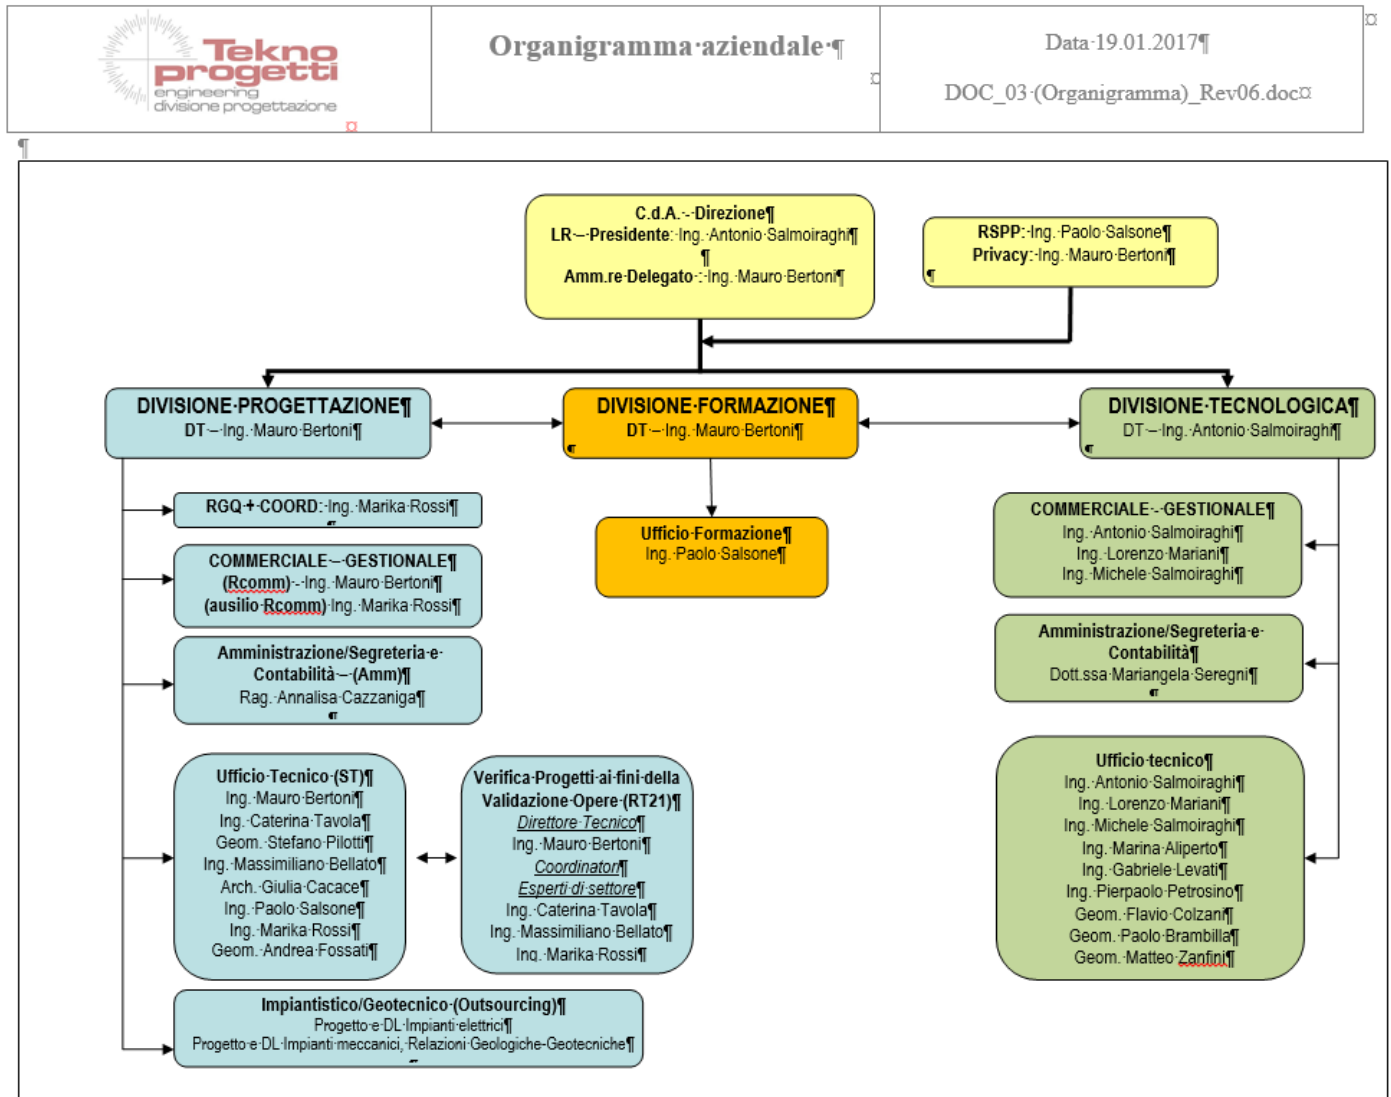 Tekno
progetti
engineering
divisione progettazione
Organigramma aziendale
Data 19.01.2017
DOC_03 (Organigramma)_Rev06.doc
C.d.A. - Direzione
LR – Presidente: Ing. Antonio Salmoiraghi
Amm.re Delegato : Ing. Mauro Bertoni
RSPP: Ing. Paolo Salsone
Privacy: Ing. Mauro Bertoni
DIVISIONE PROGETTAZIONE
DT – Ing. Mauro Bertoni
DIVISIONE FORMAZIONE
DT – Ing. Mauro Bertoni
DIVISIONE TECNOLOGICA
DT – Ing. Antonio Salmoiraghi
RGQ + COORD: Ing. Marika Rossi
COMMERCIALE – GESTIONALE
(Rcomm) - Ing. Mauro Bertoni
(ausilio Rcomm) Ing. Marika Rossi
Amministrazione/Segreteria e
Contabilità – (Amm)
Rag. Annalisa Cazzaniga
Ufficio Tecnico (ST)
Ing. Mauro Bertoni
Ing. Caterina Tavola
Geom. Stefano Pilotti
Ing. Massimiliano Bellato
Arch. Giulia Cacace
Ing. Paolo Salsone
Ing. Marika Rossi
Geom. Andrea Fossati
Verifica Progetti ai fini della
Validazione Opere (RT21)
Direttore Tecnico
Ing. Mauro Bertoni
Coordinatori
Esperti di settore
Ing. Caterina Tavola
Ing. Massimiliano Bellato
Ing. Marika Rossi
Impiantistico/Geotecnico (Outsourcing)
Progetto e DL Impianti elettrici
Progetto e DL Impianti meccanici, Relazioni Geologiche-Geotecniche
Ufficio Formazione
Ing. Paolo Salsone
COMMERCIALE - GESTIONALE
Ing. Antonio Salmoiraghi
Ing. Lorenzo Mariani
Ing. Michele Salmoiraghi
Amministrazione/Segreteria e
Contabilità
Dott.ssa Mariangela Seregni
Ufficio tecnico
Ing. Antonio Salmoiraghi
Ing. Lorenzo Mariani
Ing. Michele Salmoiraghi
Ing. Marina Aliperto
Ing. Gabriele Levati
Ing. Pierpaolo Petrosino
Geom. Flavio Colzani
Geom. Paolo Brambilla
Geom. Matteo Zanfini